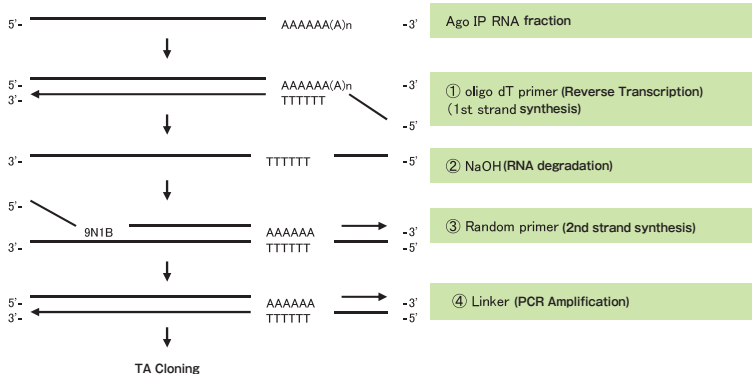 5'- AAAAAA(A)n -3' Ago IP RNA fraction
5'- AAAAAA(A)n -3' ① oligo dT primer (Reverse Transcription)
3'- TTTTTT (1st strand synthesis)
-5'
3'- TTTTTT -5' ② NaOH (RNA degradation)
5'-
9N1B AAAAAA -3' ③ Random primer (2nd strand synthesis)
3'- TTTTTT -5'
5'- AAAAAA -3' ④ Linker (PCR Amplification)
3'- TTTTTT -5'
TA Cloning